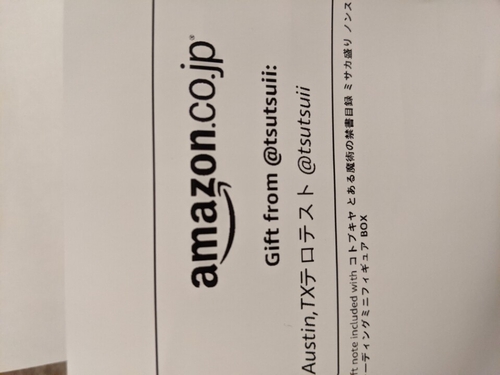 amazon.co.jp
Gift from @tsutsuii:
Austin,TXテロテスト @tsutsuii
ft note included with コトブキヤ とある魔術の禁書目録 ミサカ盛り ノンス
ーディングミニフィギュア BOX